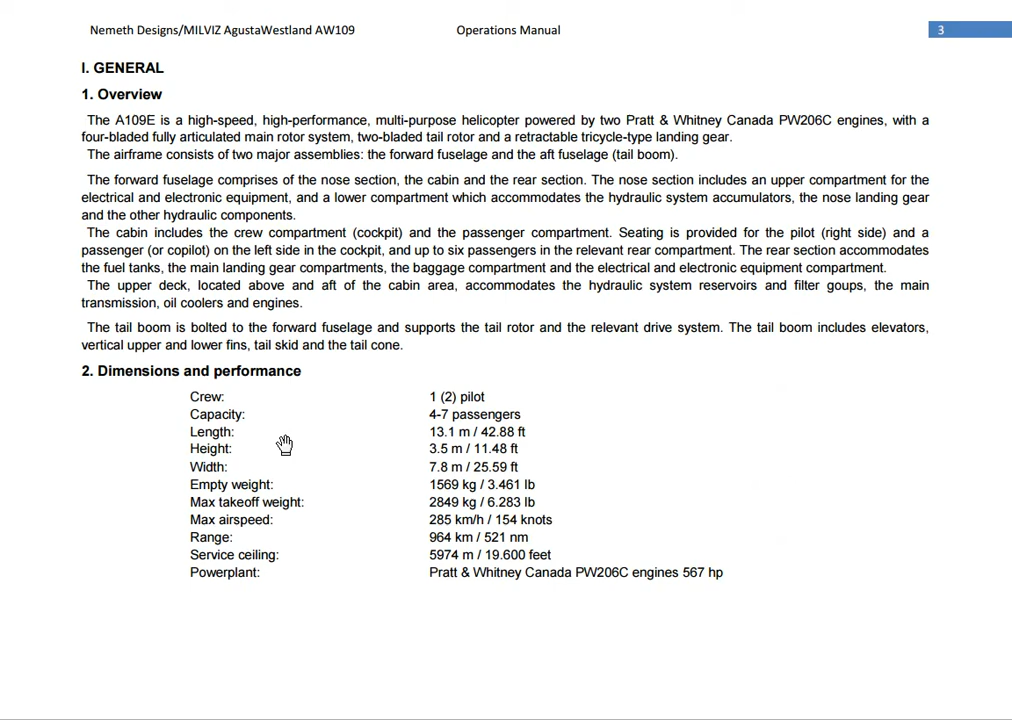 Nemeth Designs/MILVIZ AgustaWestland AW109 Operations Manual 3
I. GENERAL
1. Overview
The A109E is a high-speed, high-performance, multi-purpose helicopter powered by two Pratt & Whitney Canada PW206C engines, with a
four-bladed fully articulated main rotor system, two-bladed tail rotor and a retractable tricycle-type landing gear.
The airframe consists of two major assemblies: the forward fuselage and the aft fuselage (tail boom).
The forward fuselage comprises of the nose section, the cabin and the rear section. The nose section includes an upper compartment for the
electrical and electronic equipment, and a lower compartment which accommodates the hydraulic system accumulators, the nose landing gear
and the other hydraulic components.
The cabin includes the crew compartment (cockpit) and the passenger compartment. Seating is provided for the pilot (right side) and a
passenger (or copilot) on the left side in the cockpit, and up to six passengers in the relevant rear compartment. The rear section accommodates
the fuel tanks, the main landing gear compartments, the baggage compartment and the electrical and electronic equipment compartment.
The upper deck, located above and aft of the cabin area, accommodates the hydraulic system reservoirs and filter goups, the main
transmission, oil coolers and engines.
The tail boom is bolted to the forward fuselage and supports the tail rotor and the relevant drive system. The tail boom includes elevators,
vertical upper and lower fins, tail skid and the tail cone.
2. Dimensions and performance
Crew: 1 (2) pilot
Capacity: 4-7 passengers
Length: 13.1 m / 42.88 ft
Height: 3.5 m / 11.48 ft
Width: 7.8 m / 25.59 ft
Empty weight: 1569 kg / 3.461 lb
Max takeoff weight: 2849 kg / 6.283 lb
Max airspeed: 285 km/h / 154 knots
Range: 964 km / 521 nm
Service ceiling: 5974 m / 19.600 feet
Powerplant: Pratt & Whitney Canada PW206C engines 567 hp